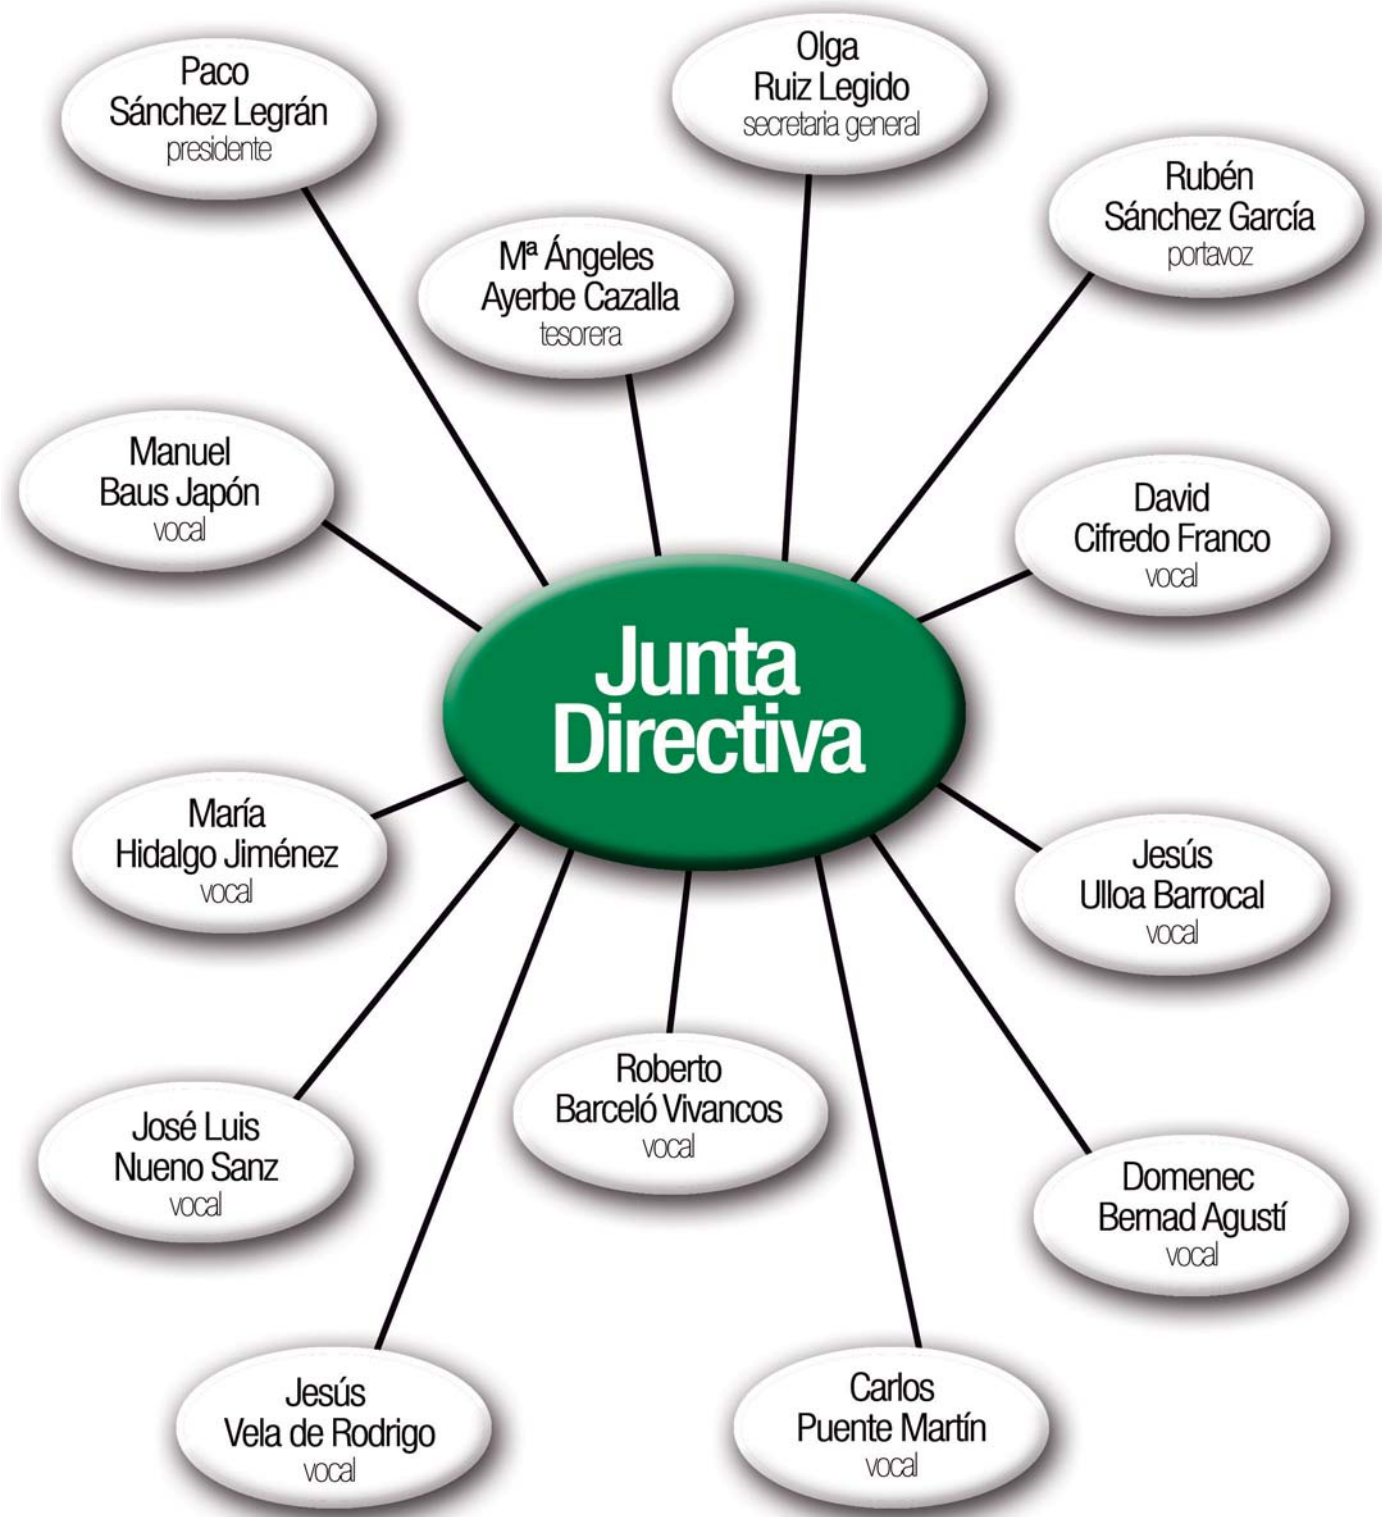 Paco
Sánchez Legrán
presidente
Olga
Ruiz Legido
secretaria general
Rubén
Sánchez García
portavoz
Mª Ángeles
Ayerbe Cazalla
tesorera
Manuel
Baus Japón
vocal
David
Cifredo Franco
vocal
Junta
Directiva
María
Hidalgo Jiménez
vocal
Jesús
Ulloa Barrocal
vocal
Roberto
Barceló Vivancos
vocal
José Luis
Nueno Sanz
vocal
Domenec
Bernad Agustí
vocal
Jesús
Vela de Rodrigo
vocal
Carlos
Puente Martín
vocal